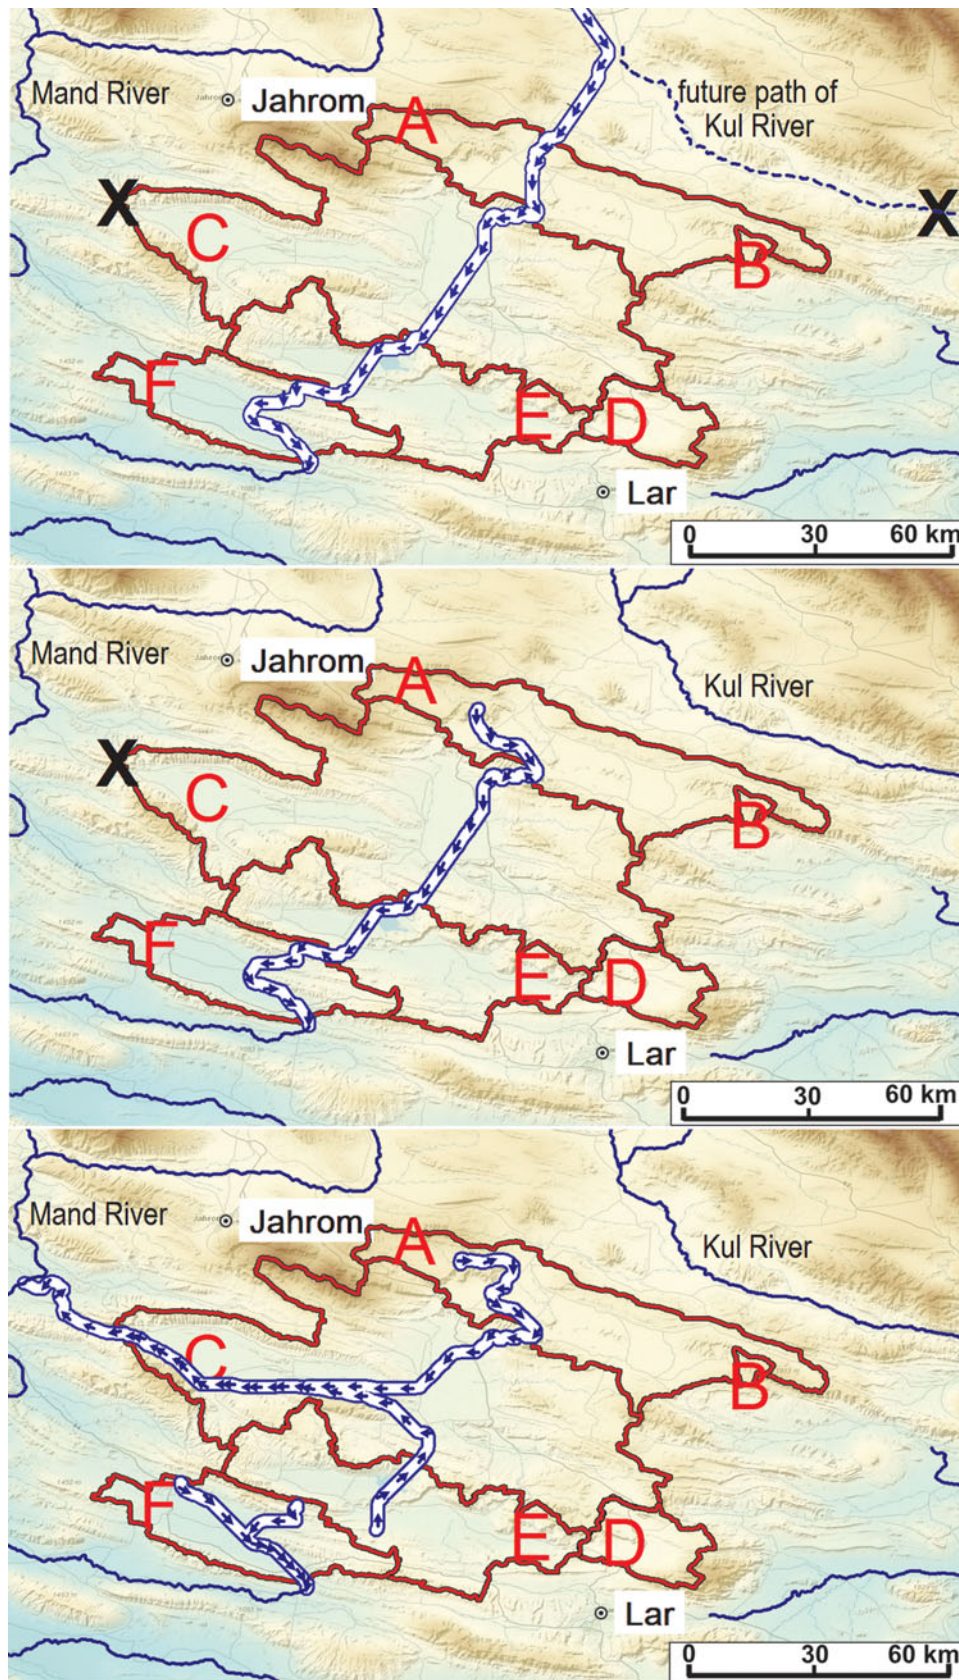 Mand River
Jahrom
A
future path of
Kul River
X
X
C
B
F
E
D
Lar
0 30 60 km
Mand River
Jahrom
A
Kul River
X
C
B
F
E
D
Lar
0 30 60 km
Mand River
Jahrom
A
Kul River
C
B
F
E
D
Lar
0 30 60 km